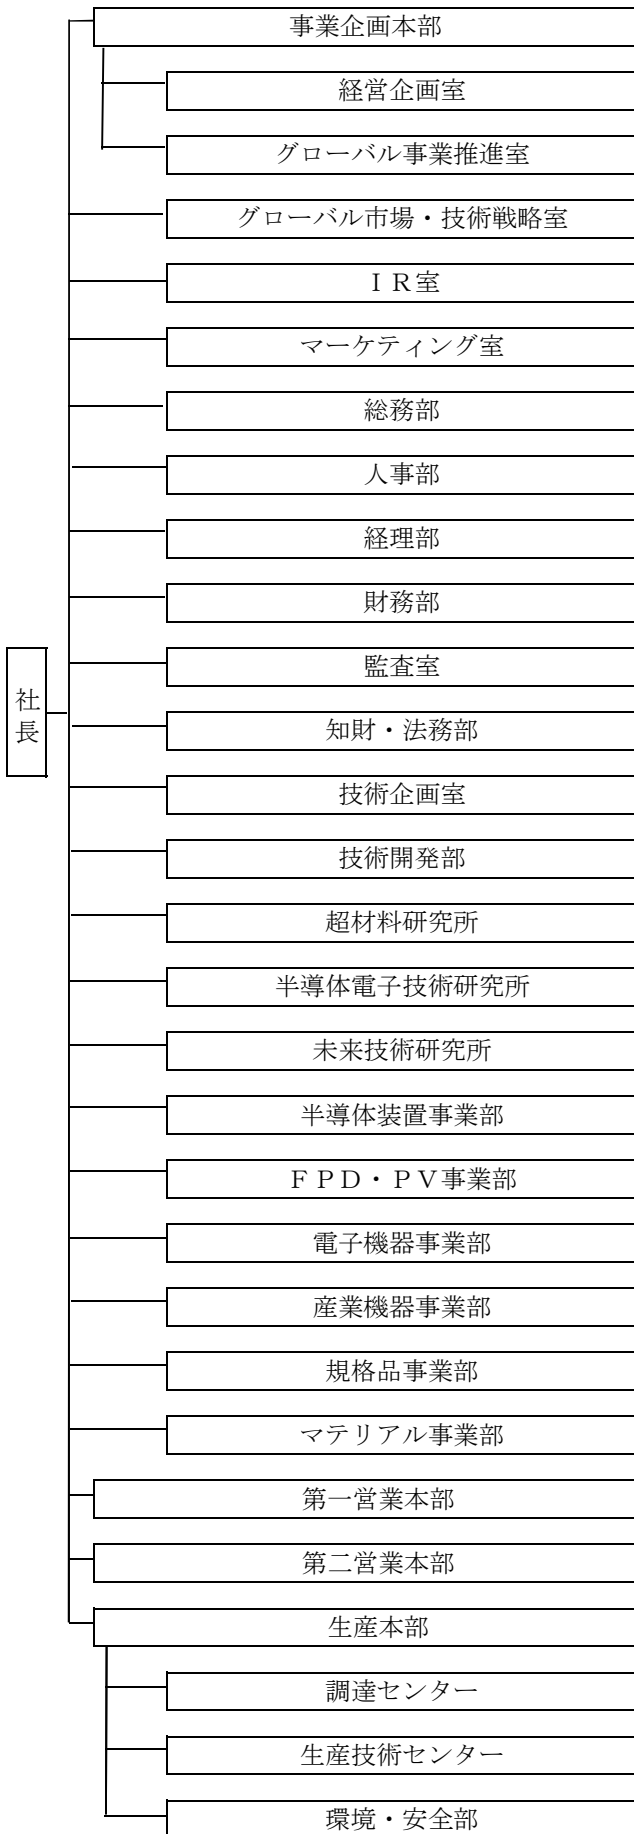 事業企画本部
経営企画室
グローバル事業推進室
グローバル市場・技術戦略室
ＩＲ室
マーケティング室
総務部
人事部
経理部
財務部
監査室
社長
知財・法務部
技術企画室
技術開発部
超材料研究所
半導体電子技術研究所
未来技術研究所
半導体装置事業部
ＦＰＤ・ＰＶ事業部
電子機器事業部
産業機器事業部
規格品事業部
マテリアル事業部
第一営業本部
第二営業本部
生産本部
調達センター
生産技術センター
環境・安全部